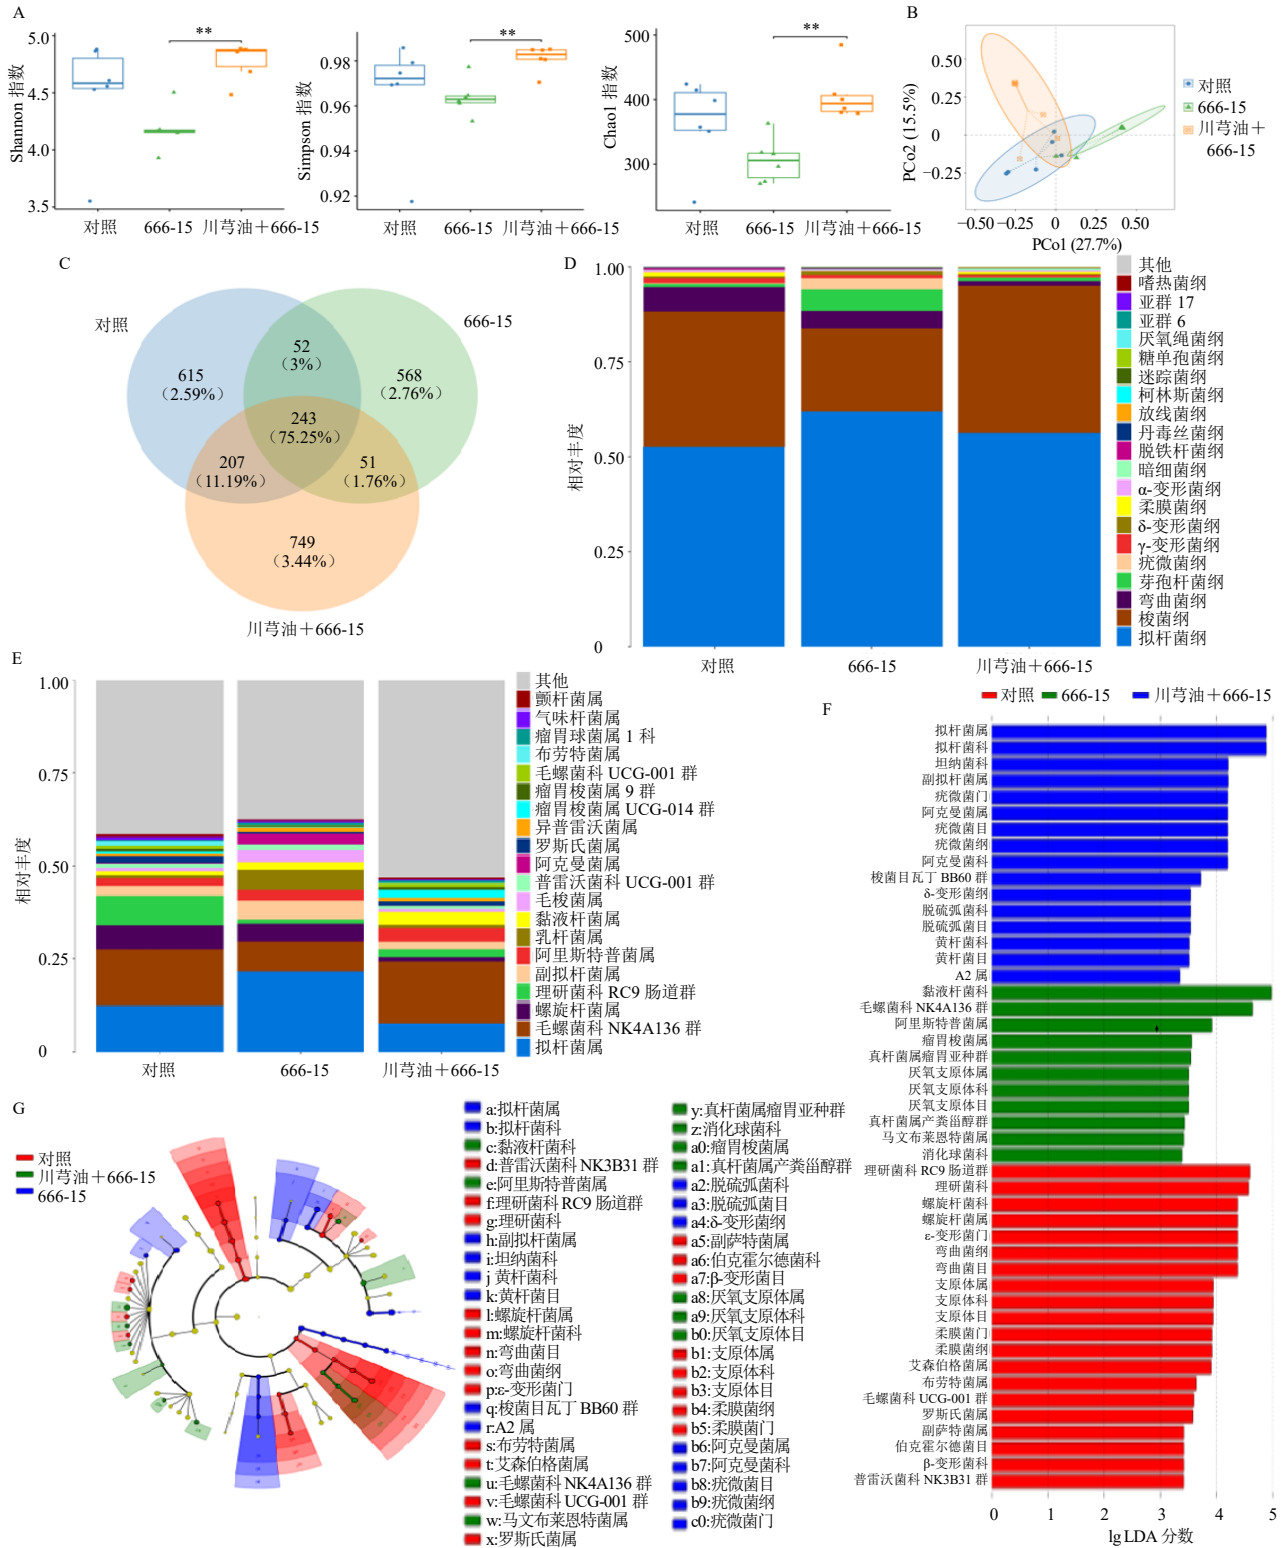 A
Shannon 指数
5.0
4.5
4.0
3.5
**
对照
666-15
川芎油＋666-15
Simpson 指数
0.98
0.96
0.94
0.92
**
对照
666-15
川芎油＋666-15
Chao1 指数
500
400
300
**
对照
666-15
川芎油＋666-15
B
PCo2 (15.5%)
0.50
0.25
0
−0.25
−0.50
−0.25
0
0.25
0.50
PCo1 (27.7%)
对照
666-15
川芎油＋
666-15
C
对照
666-15
川芎油＋666-15
615
（2.59%）
52
（3%）
568
（2.76%）
243
（75.25%）
207
（11.19%）
51
（1.76%）
749
（3.44%）
D
相对丰度
1.00
0.75
0.50
0.25
0
对照
666-15
川芎油＋666-15
其他
嗜热菌纲
亚群 17
亚群 6
厌氧绳菌纲
糖单孢菌纲
迷踪菌纲
柯林斯菌纲
放线菌纲
丹毒丝菌纲
脱铁杆菌纲
暗细菌纲
α-变形菌纲
柔膜菌纲
δ-变形菌纲
γ-变形菌纲
疣微菌纲
芽孢杆菌纲
弯曲菌纲
梭菌纲
拟杆菌纲
E
相对丰度
1.00
0.75
0.50
0.25
0
对照
666-15
川芎油＋666-15
其他
颤杆菌属
气味杆菌属
瘤胃球菌属 1 科
布劳特菌属
毛螺菌科 UCG-001 群
瘤胃梭菌属 9 群
瘤胃梭菌属 UCG-014 群
异普雷沃菌属
罗斯氏菌属
阿克曼菌属
普雷沃菌科 UCG-001 群
毛梭菌属
黏液杆菌属
乳杆菌属
阿里斯特普菌属
副拟杆菌属
理研菌科 RC9 肠道群
螺旋杆菌属
毛螺菌科 NK4A136 群
拟杆菌属
F
对照
666-15
川芎油＋666-15
拟杆菌属
拟杆菌科
坦纳菌科
副拟杆菌属
疣微菌门
阿克曼菌属
疣微菌目
疣微菌纲
阿克曼菌科
梭菌目瓦丁 BB60 群
δ-变形菌纲
脱硫弧菌科
脱硫弧菌目
黄杆菌科
黄杆菌目
A2 属
黏液杆菌科
毛螺菌科 NK4A136 群
阿里斯特普菌属
瘤胃梭菌属
真杆菌属瘤胃亚种群
厌氧支原体属
厌氧支原体科
厌氧支原体目
真杆菌属产粪甾醇群
马文布莱恩特菌属
消化球菌科
理研菌科 RC9 肠道群
理研菌科
螺旋杆菌科
螺旋杆菌属
ε-变形菌门
弯曲菌纲
弯曲菌目
支原体属
支原体科
支原体目
柔膜菌门
柔膜菌纲
艾森伯格菌属
布劳特菌属
毛螺菌科 UCG-001 群
罗斯氏菌属
副萨特菌属
伯克霍尔德菌目
β-变形菌科
普雷沃菌科 NK3B31 群
0
1
2
3
4
5
lg LDA 分数
G
对照
川芎油＋666-15
666-15
a:拟杆菌属
b:拟杆菌科
c:黏液杆菌科
d:普雷沃菌科 NK3B31 群
e:阿里斯特普菌属
f:理研菌科 RC9 肠道群
g:理研菌科
h:副拟杆菌属
i:坦纳菌科
j 黄杆菌科
k:黄杆菌目
l:螺旋杆菌属
m:螺旋杆菌科
n:弯曲菌目
o:弯曲菌纲
p:ε-变形菌门
q:梭菌目瓦丁 BB60 群
r:A2 属
s:布劳特菌属
t:艾森伯格菌属
u:毛螺菌科 NK4A136 群
v:毛螺菌科 UCG-001 群
w:马文布莱恩特菌属
x:罗斯氏菌属
y:真杆菌属瘤胃亚种群
z:消化球菌科
a0:瘤胃梭菌属
a1:真杆菌属产粪甾醇群
a2:脱硫弧菌科
a3:脱硫弧菌目
a4:δ-变形菌纲
a5:副萨特菌属
a6:伯克霍尔德菌科
a7:β-变形菌目
a8:厌氧支原体属
a9:厌氧支原体科
b0:厌氧支原体目
b1:支原体属
b2:支原体科
b3:支原体目
b4:柔膜菌纲
b5:柔膜菌门
b6:阿克曼菌属
b7:阿克曼菌科
b8:疣微菌目
b9:疣微菌纲
c0:疣微菌门